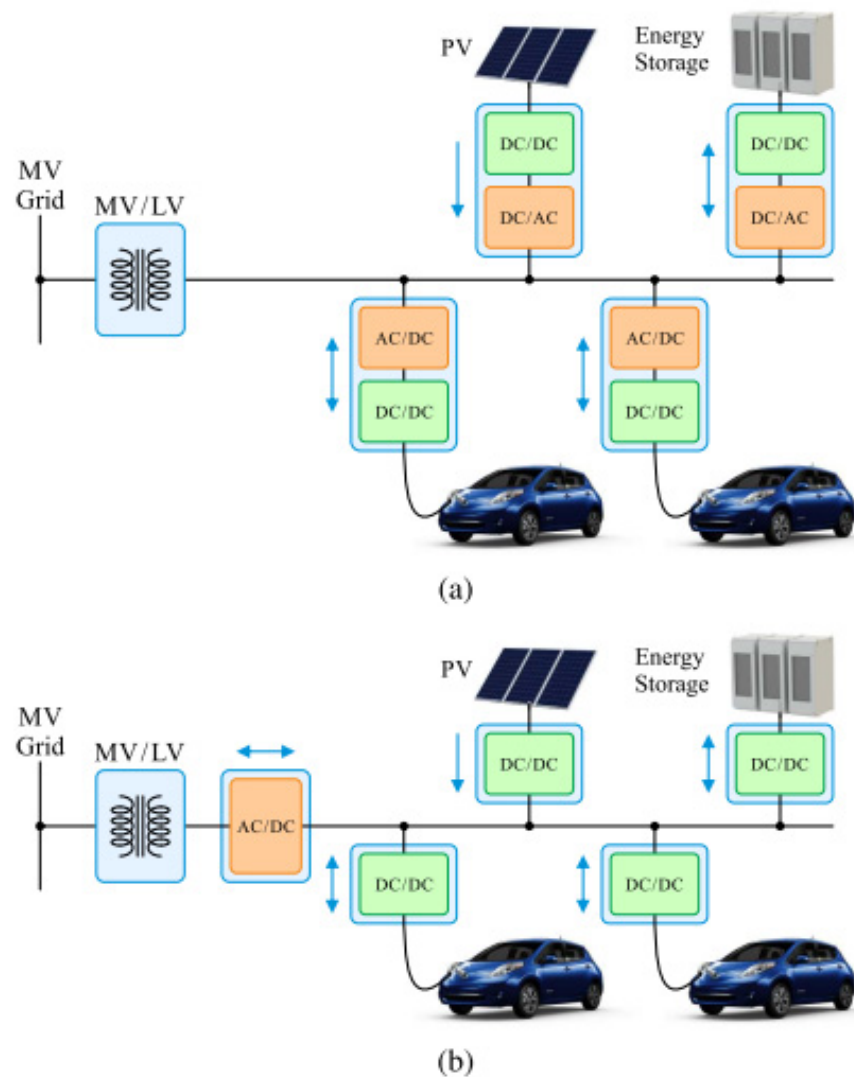 PV
Energy
Storage
DC/DC
DC/DC
MV
Grid
MV/LV
DC/AC
DC/AC
AC/DC
AC/DC
DC/DC
DC/DC
(a)
PV
Energy
Storage
MV
Grid
MV/LV
DC/DC
DC/DC
AC/DC
DC/DC
DC/DC
(b)